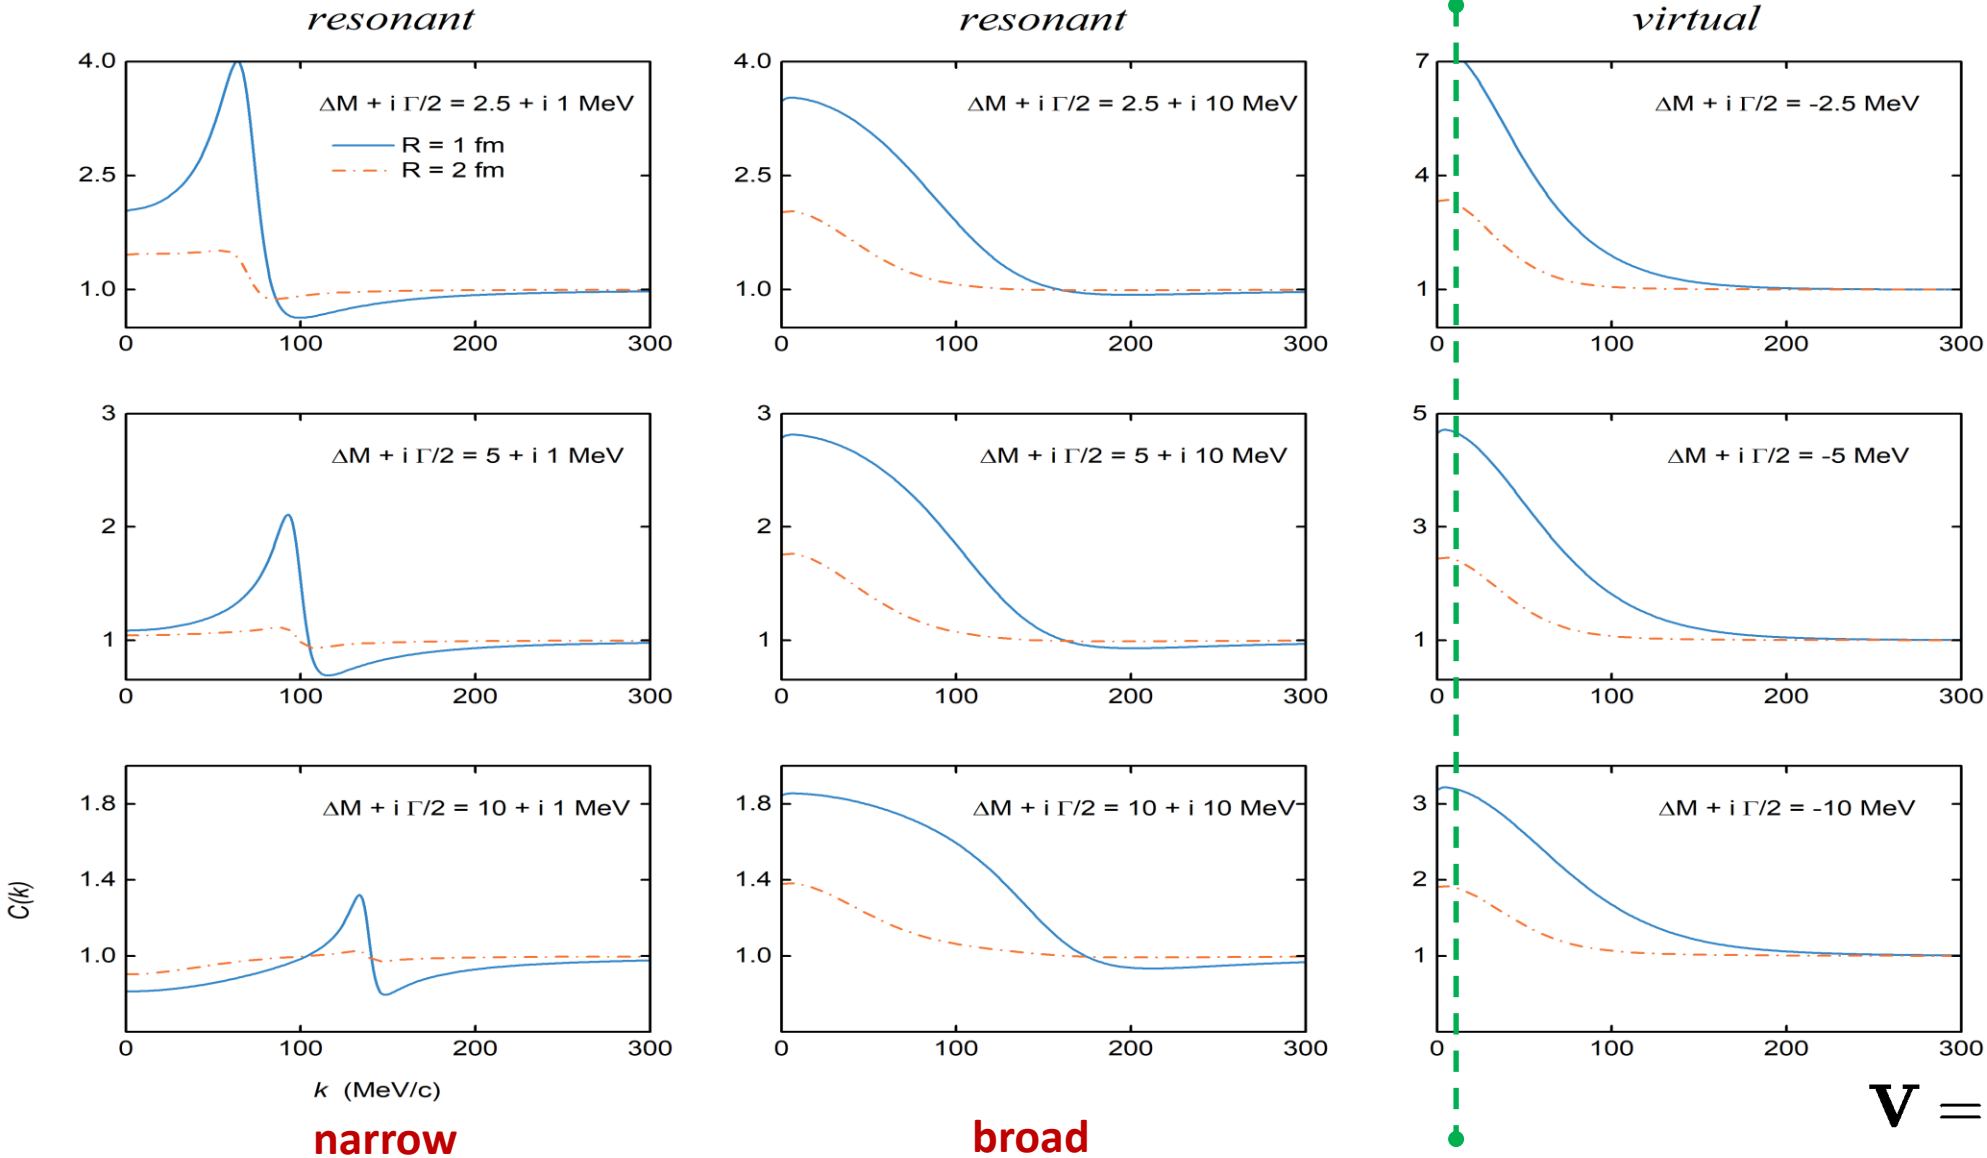 resonant resonant virtual
4.0 4.0 7
ΔM + i Γ/2 = 2.5 + i 1 MeV ΔM + i Γ/2 = 2.5 + i 10 MeV ΔM + i Γ/2 = -2.5 MeV
R = 1 fm
R = 2 fm
2.5 2.5 4
1.0 1.0 1
0 100 200 300 0 100 200 300 0 100 200 300
3 3 5
ΔM + i Γ/2 = 5 + i 1 MeV ΔM + i Γ/2 = 5 + i 10 MeV ΔM + i Γ/2 = -5 MeV
2 2 3
1 1 1
0 100 200 300 0 100 200 300 0 100 200 300
1.8 1.8 3
ΔM + i Γ/2 = 10 + i 1 MeV ΔM + i Γ/2 = 10 + i 10 MeV ΔM + i Γ/2 = -10 MeV
1.4 1.4 2
C(k)
1.0 1.0 1
0 100 200 300 0 100 200 300 0 100 200 300
k (MeV/c)
V =
narrow broad